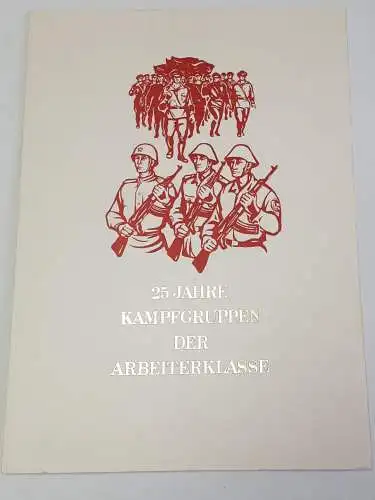 25 JAHRE
KAMPFGRUPPEN
DER
ARBEITERKLASSE